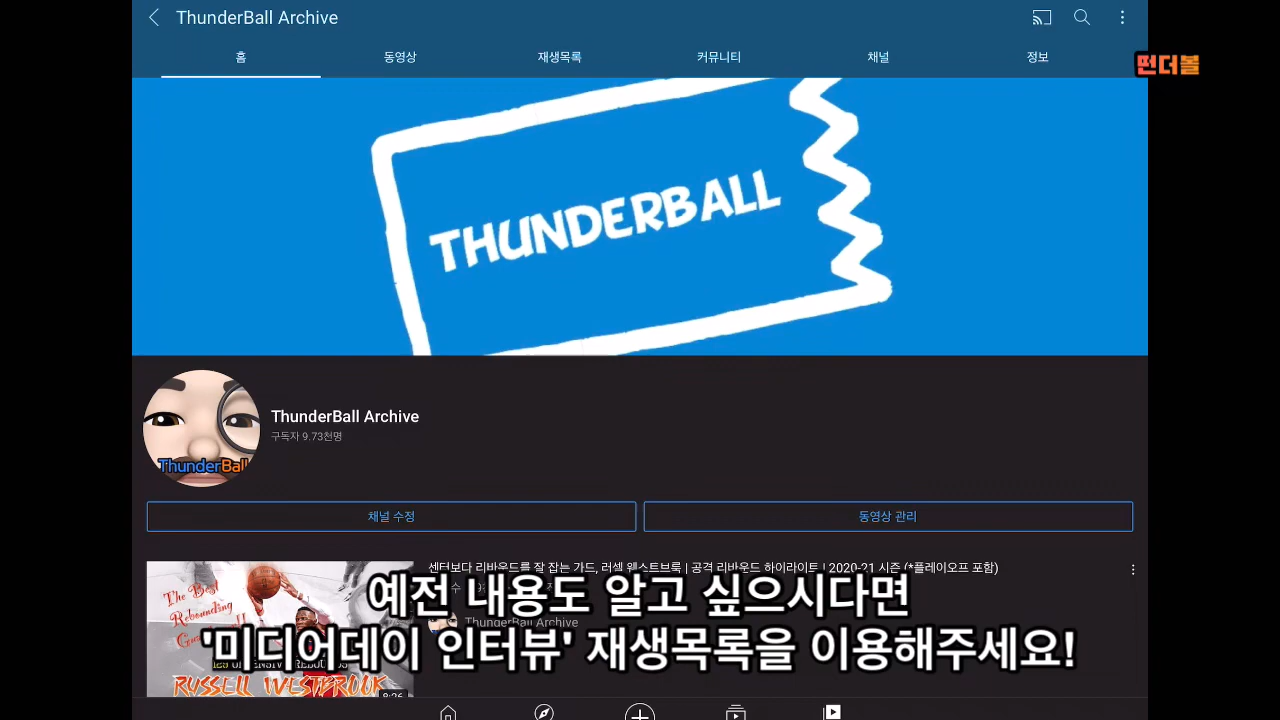 ThunderBall Archive
홈 동영상 재생목록 커뮤니티 채널 정보
떤더볼
THUNDERBALL
ThunderBall Archive
구독자 9.73천명
ThunderBall
채널 수정 동영상 관리
센터보다 리바운드를 잘 잡는 가드, 러셀 웨스트브룩 | 공격 리바운드 하이라이트 | 2020-21 시즌 (*플레이오프 포함)
The Best
Rebounding
ThunderBall Archive
예전 내용도 알고 싶으시다면
'미디어데이 인터뷰' 재생목록을 이용해주세요!
RUSSELL WESTBROOK
8:26